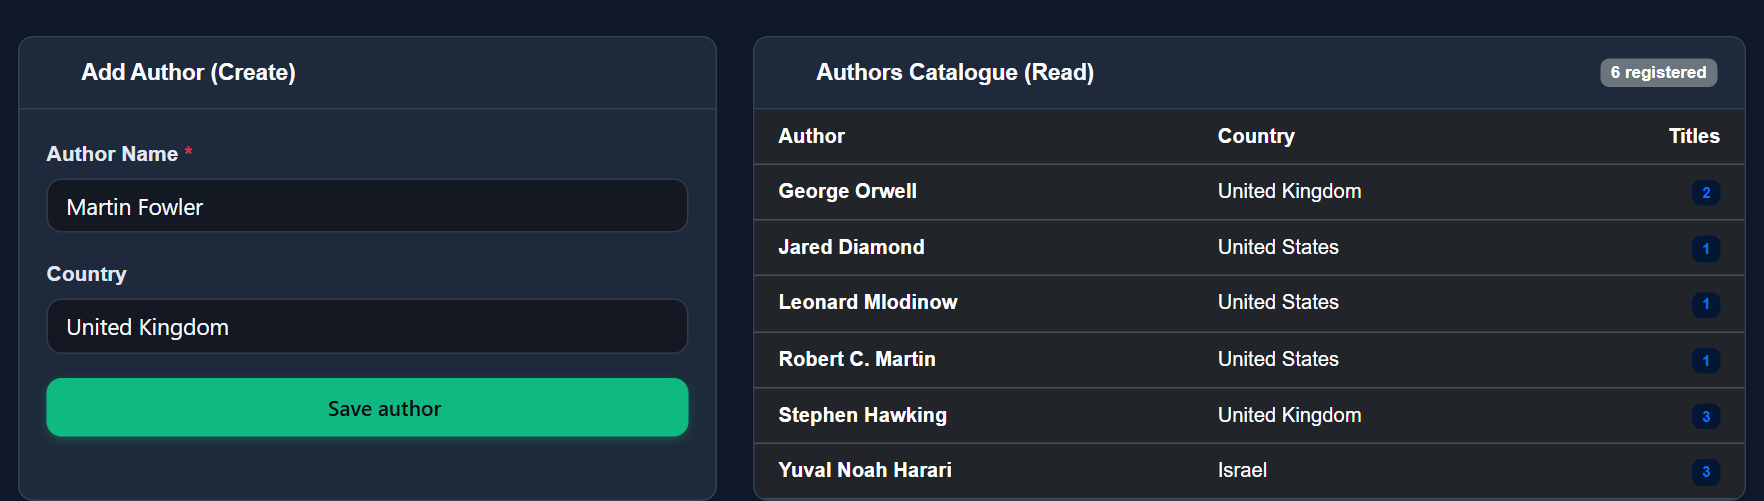 Add Author (Create)
Author Name *
Martin Fowler
Country
United Kingdom
Save author
Authors Catalogue (Read)
6 registered
Author Country Titles
George Orwell United Kingdom 2
Jared Diamond United States 1
Leonard Mlodinow United States 1
Robert C. Martin United States 1
Stephen Hawking United Kingdom 3
Yuval Noah Harari Israel 3